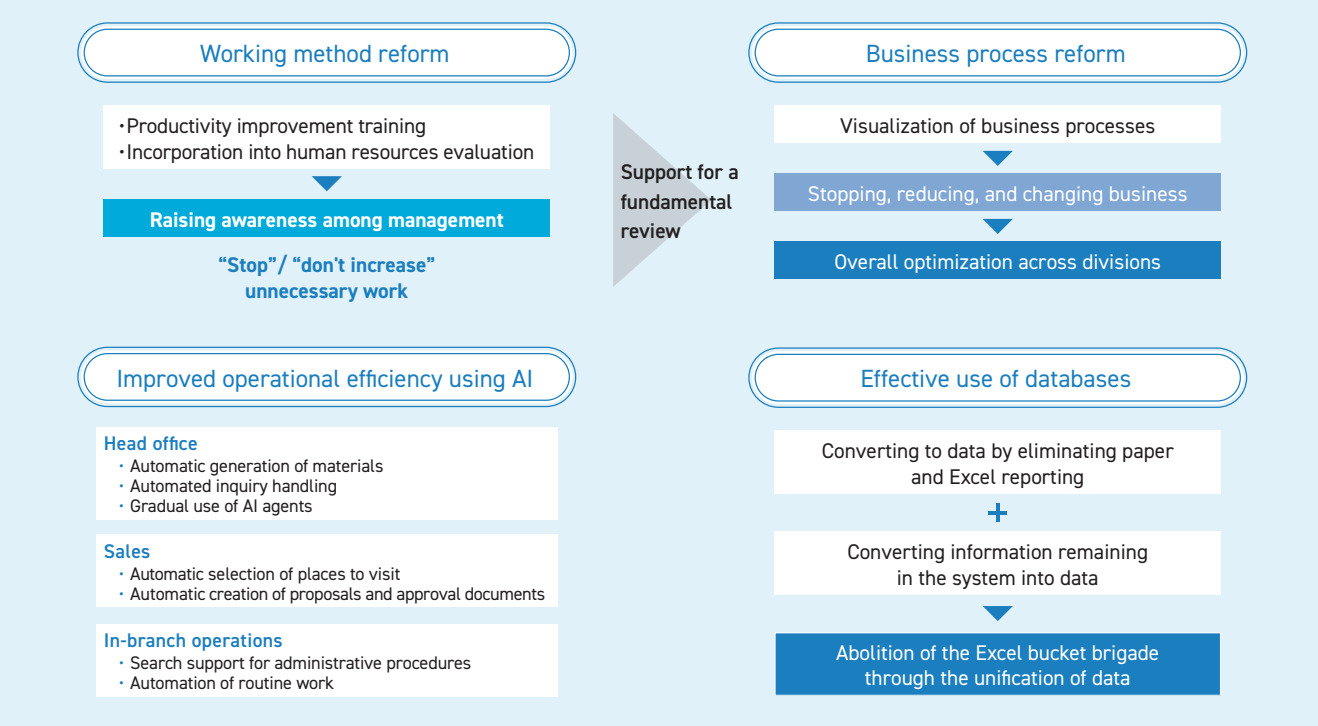 Working method reform
・Productivity improvement training
・Incorporation into human resources evaluation
Raising awareness among management
“Stop”/ “don't increase”
unnecessary work
Support for a
fundamental
review
Business process reform
Visualization of business processes
Stopping, reducing, and changing business
Overall optimization across divisions
Improved operational efficiency using AI
Head office
・Automatic generation of materials
・Automated inquiry handling
・Gradual use of AI agents
Sales
・Automatic selection of places to visit
・Automatic creation of proposals and approval documents
In-branch operations
・Search support for administrative procedures
・Automation of routine work
Effective use of databases
Converting to data by eliminating paper
and Excel reporting
+
Converting information remaining
in the system into data
Abolition of the Excel bucket brigade
through the unification of data